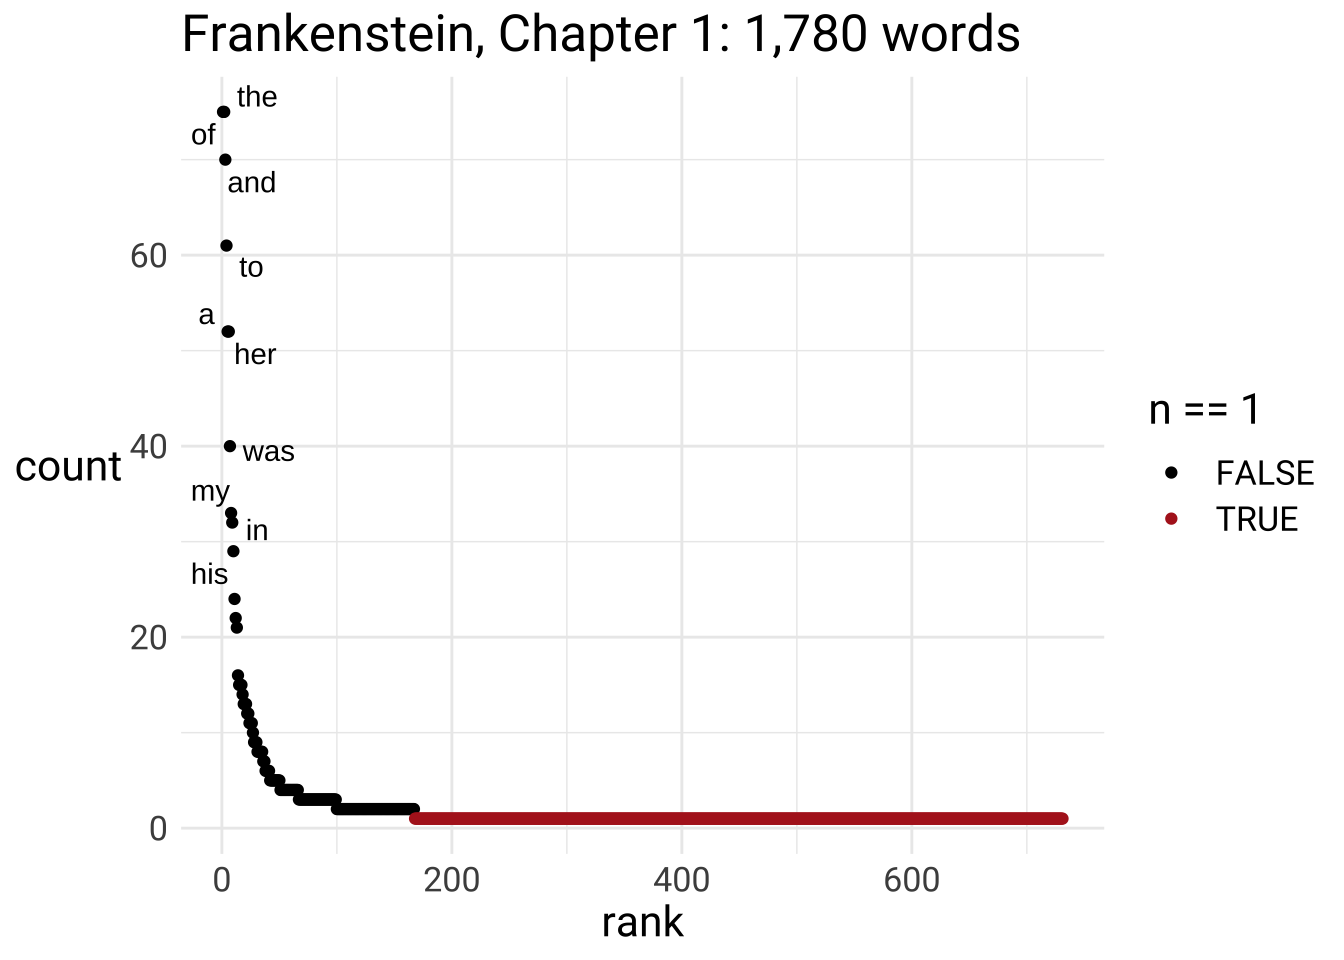 Frankenstein, Chapter 1: 1,780 words
the
of
and
60
to
a
her
40
was
count
my
in
his
20
0
0 200 400 600
rank
n == 1
FALSE
TRUE